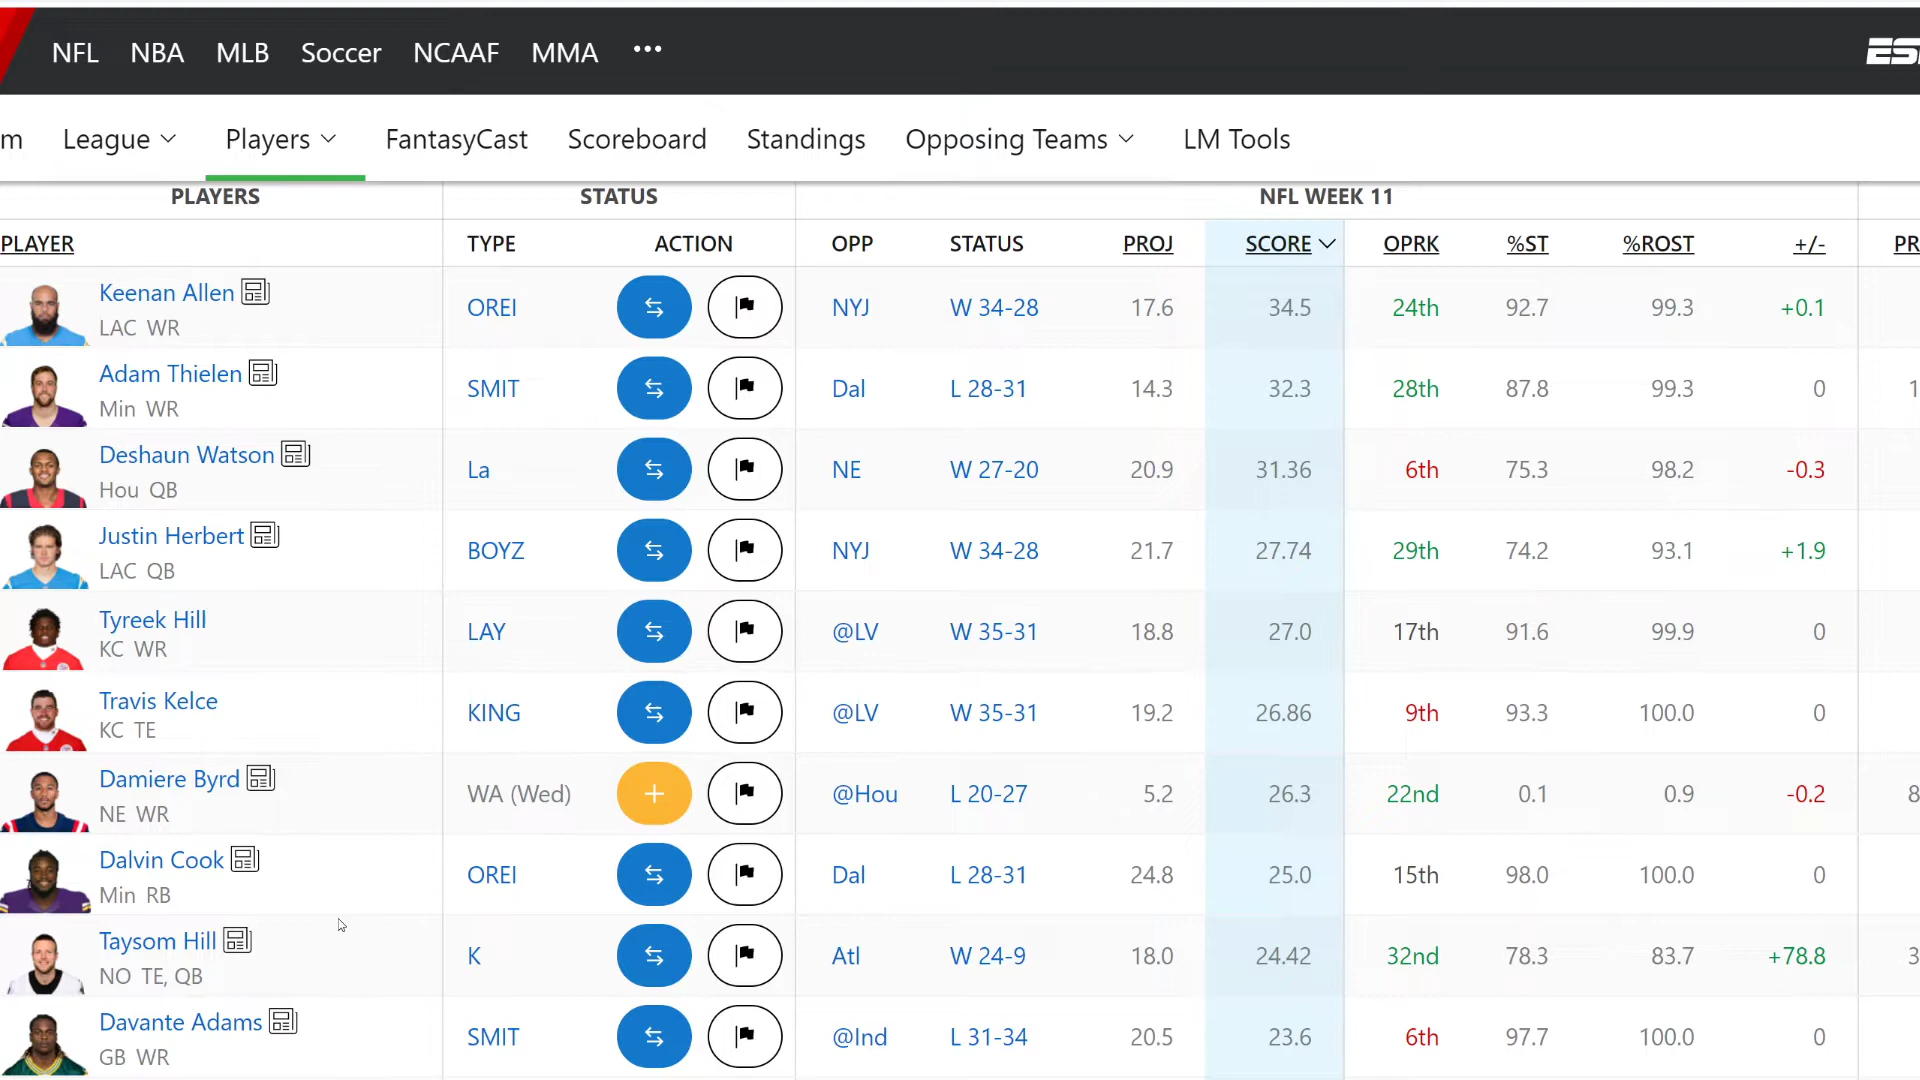 NFL NBA MLB Soccer NCAAF MMA •••
m League Players FantasyCast Scoreboard Standings Opposing Teams LM Tools
PLAYERS STATUS NFL WEEK 11
PLAYER TYPE ACTION OPP STATUS PROJ SCORE OPRK %ST %ROST +/- PR
Keenan Allen
LAC WR
OREI NYJ W 34-28 17.6 34.5 24th 92.7 99.3 +0.1
Adam Thielen
Min WR
SMIT Dal L 28-31 14.3 32.3 28th 87.8 99.3 0 1
Deshaun Watson
Hou QB
La NE W 27-20 20.9 31.36 6th 75.3 98.2 -0.3
Justin Herbert
LAC QB
BOYZ NYJ W 34-28 21.7 27.74 29th 74.2 93.1 +1.9
Tyreek Hill
KC WR
LAY @LV W 35-31 18.8 27.0 17th 91.6 99.9 0
Travis Kelce
KC TE
KING @LV W 35-31 19.2 26.86 9th 93.3 100.0 0
Damiere Byrd
NE WR
WA (Wed) @Hou L 20-27 5.2 26.3 22nd 0.1 0.9 -0.2 8
Dalvin Cook
Min RB
OREI Dal L 28-31 24.8 25.0 15th 98.0 100.0 0
Taysom Hill
NO TE, QB
K Atl W 24-9 18.0 24.42 32nd 78.3 83.7 +78.8 3
Davante Adams
GB WR
SMIT @Ind L 31-34 20.5 23.6 6th 97.7 100.0 0